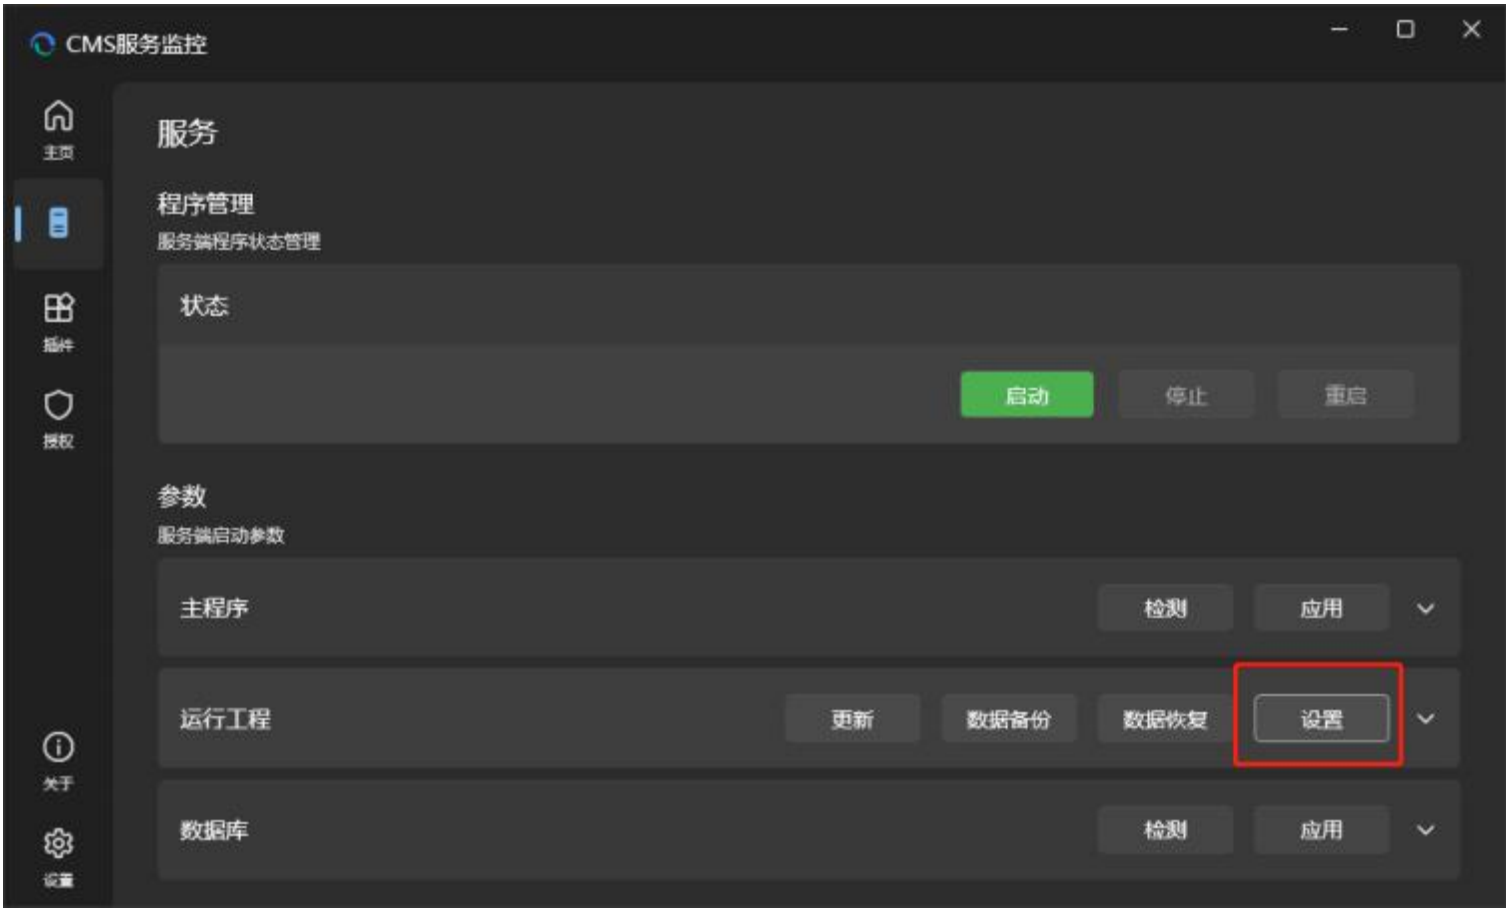 CMS服务监控
主页
服务
程序管理
服务端程序状态管理
状态
启动 停止 重启
插件
授权
参数
服务端启动参数
主程序 检测 应用
运行工程 更新 数据备份 数据恢复 设置
数据库 检测 应用
关于
设置